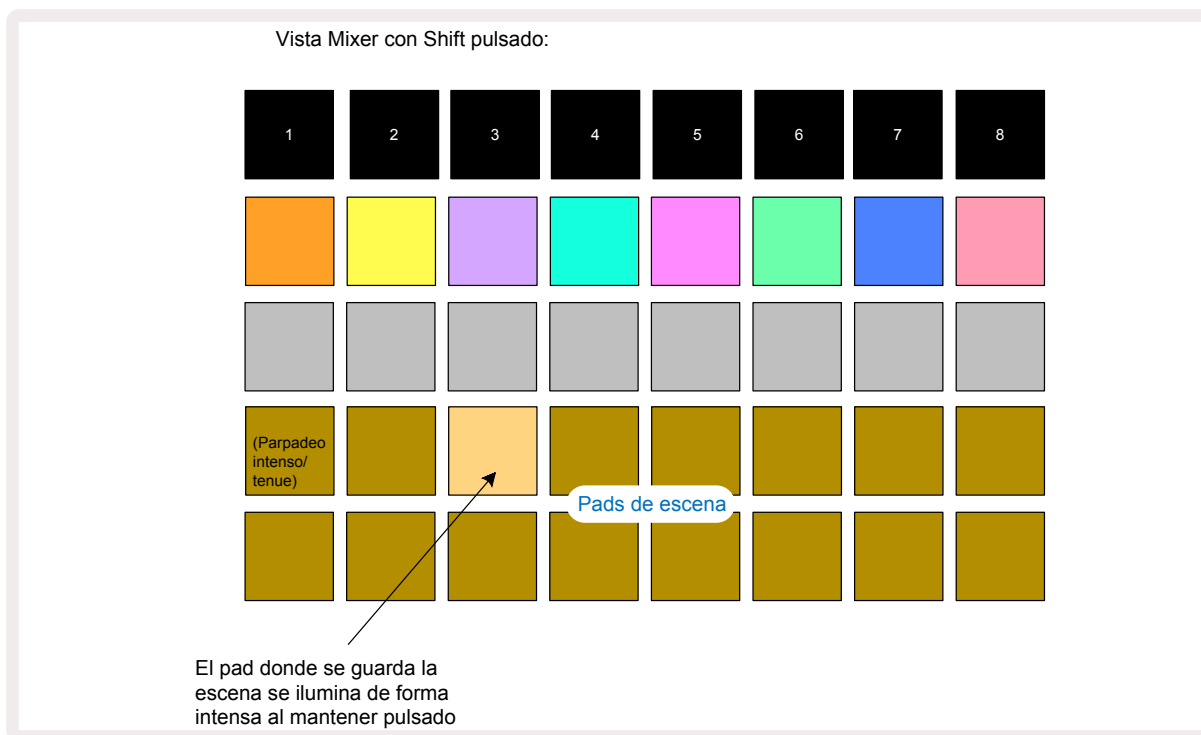 Vista Mixer con Shift pulsado:
1 2 3 4 5 6 7 8
(Parpadeo
intenso/
tenue)
Pads de escena
El pad donde se guarda la
escena se ilumina de forma
intensa al mantener pulsado